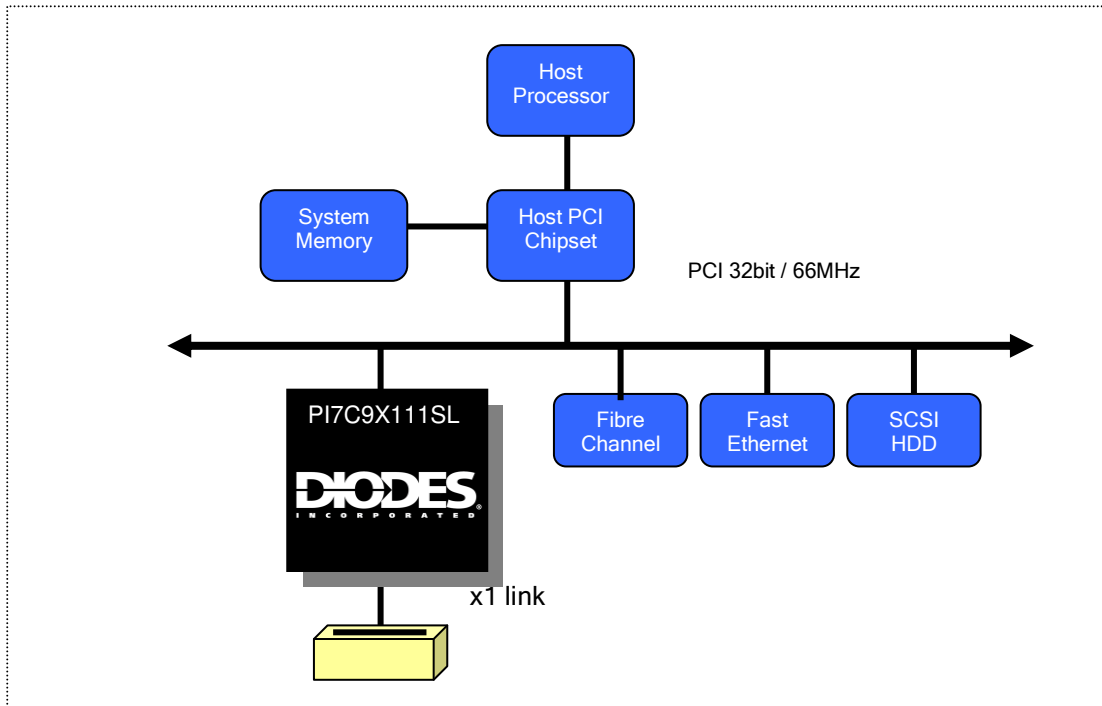 Host
Processor
System
Memory
Host PCI
Chipset
PCI 32bit / 66MHz
PI7C9X111SL
DIODES®
INCORPORATED
Fibre
Channel
Fast
Ethernet
SCSI
HDD
x1 link